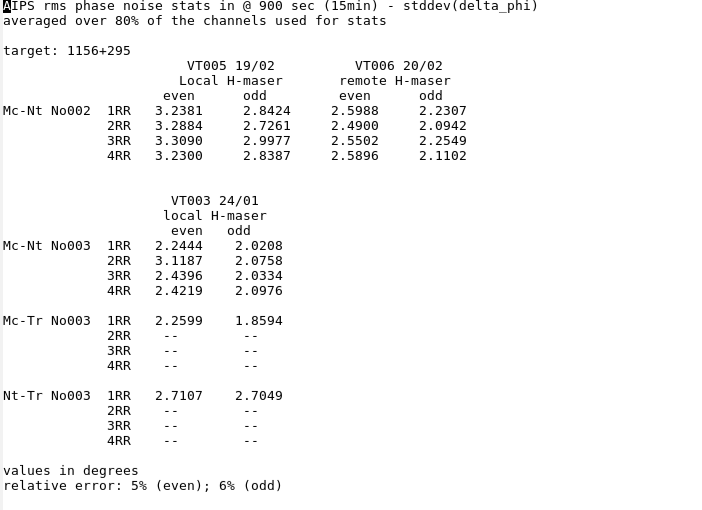 AIPS rms phase noise stats in @ 900 sec (15min) - stddev(delta_phi)
averaged over 80% of the channels used for stats
target: 1156+295
VT005 19/02 VT006 20/02
Local H-maser remote H-maser
even odd even odd
Mc-Nt No002 1RR 3.2381 2.8424 2.5988 2.2307
2RR 3.2884 2.7261 2.4900 2.0942
3RR 3.3090 2.9977 2.5502 2.2549
4RR 3.2300 2.8387 2.5896 2.1102
VT003 24/01
local H-maser
even odd
Mc-Nt No003 1RR 2.2444 2.0208
2RR 3.1187 2.0758
3RR 2.4396 2.0334
4RR 2.4219 2.0976
Mc-Tr No003 1RR 2.2599 1.8594
2RR -- --
3RR -- --
4RR -- --
Nt-Tr No003 1RR 2.7107 2.7049
2RR -- --
3RR -- --
4RR -- --
values in degrees
relative error: 5% (even); 6% (odd)